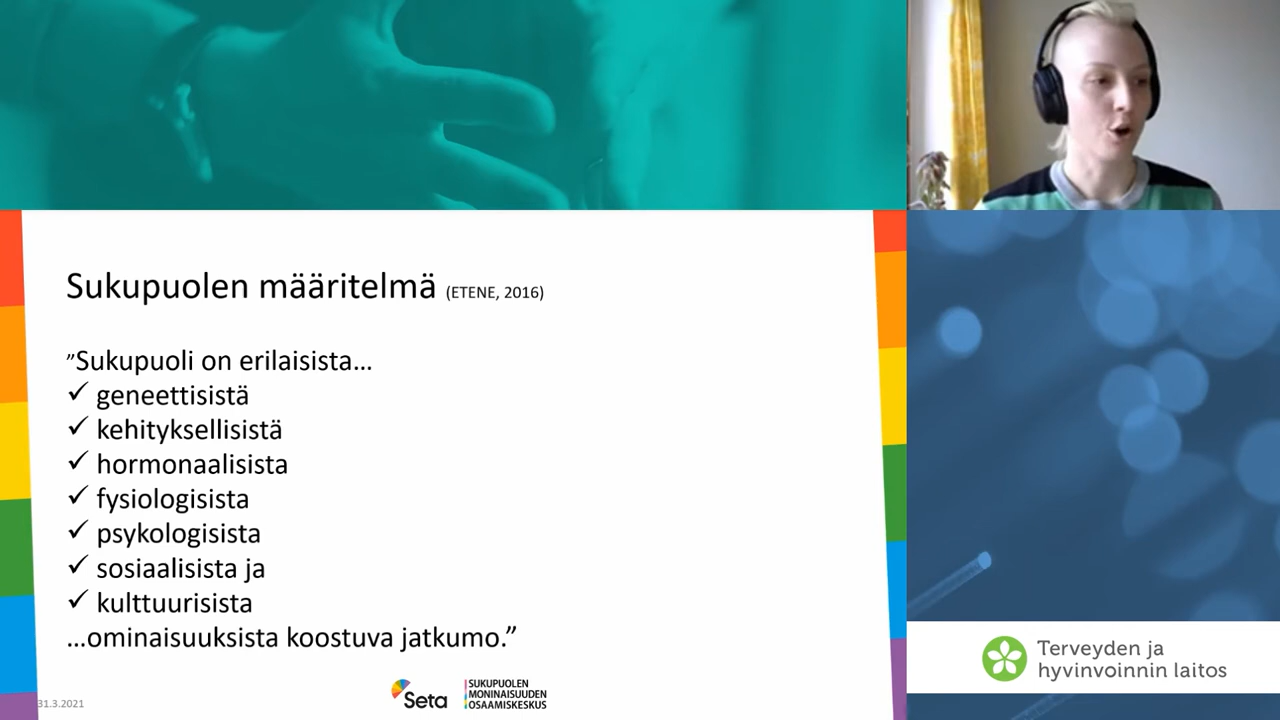 Sukupuolen määritelmä (ETENE, 2016)
”Sukupuoli on erilaisista...
✓ geneettisistä
✓ kehityksellisistä
✓ hormonaalisista
✓ fysiologisista
✓ psykologisista
✓ sosiaalisista ja
✓ kulttuurisista
...ominaisuuksista koostuva jatkumo.”
31.3.2021
Seta
SUKUPUOLEN
MONINAISUUDEN
OSAAMISKESKUS
Terveyden ja
hyvinvoinnin laitos